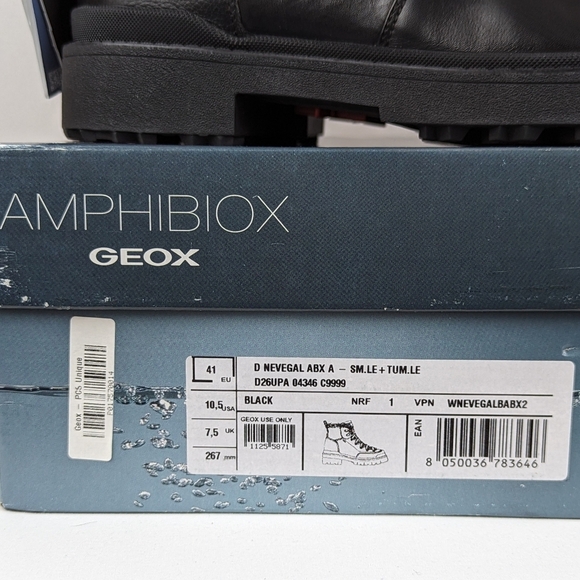 AMPHIBIOX
GEOX
Geox - PC5 Unique
41 EU
D NEVEGAL ABX A - SM.LE+TUM.LE
D26UPA 04346 C9999
10,5 USA
BLACK NRF 1 VPN WNEVEGALBABX2
7,5 UK
GEOX USE ONLY
1125 5871
267 mm
EAN
8 050036 783646